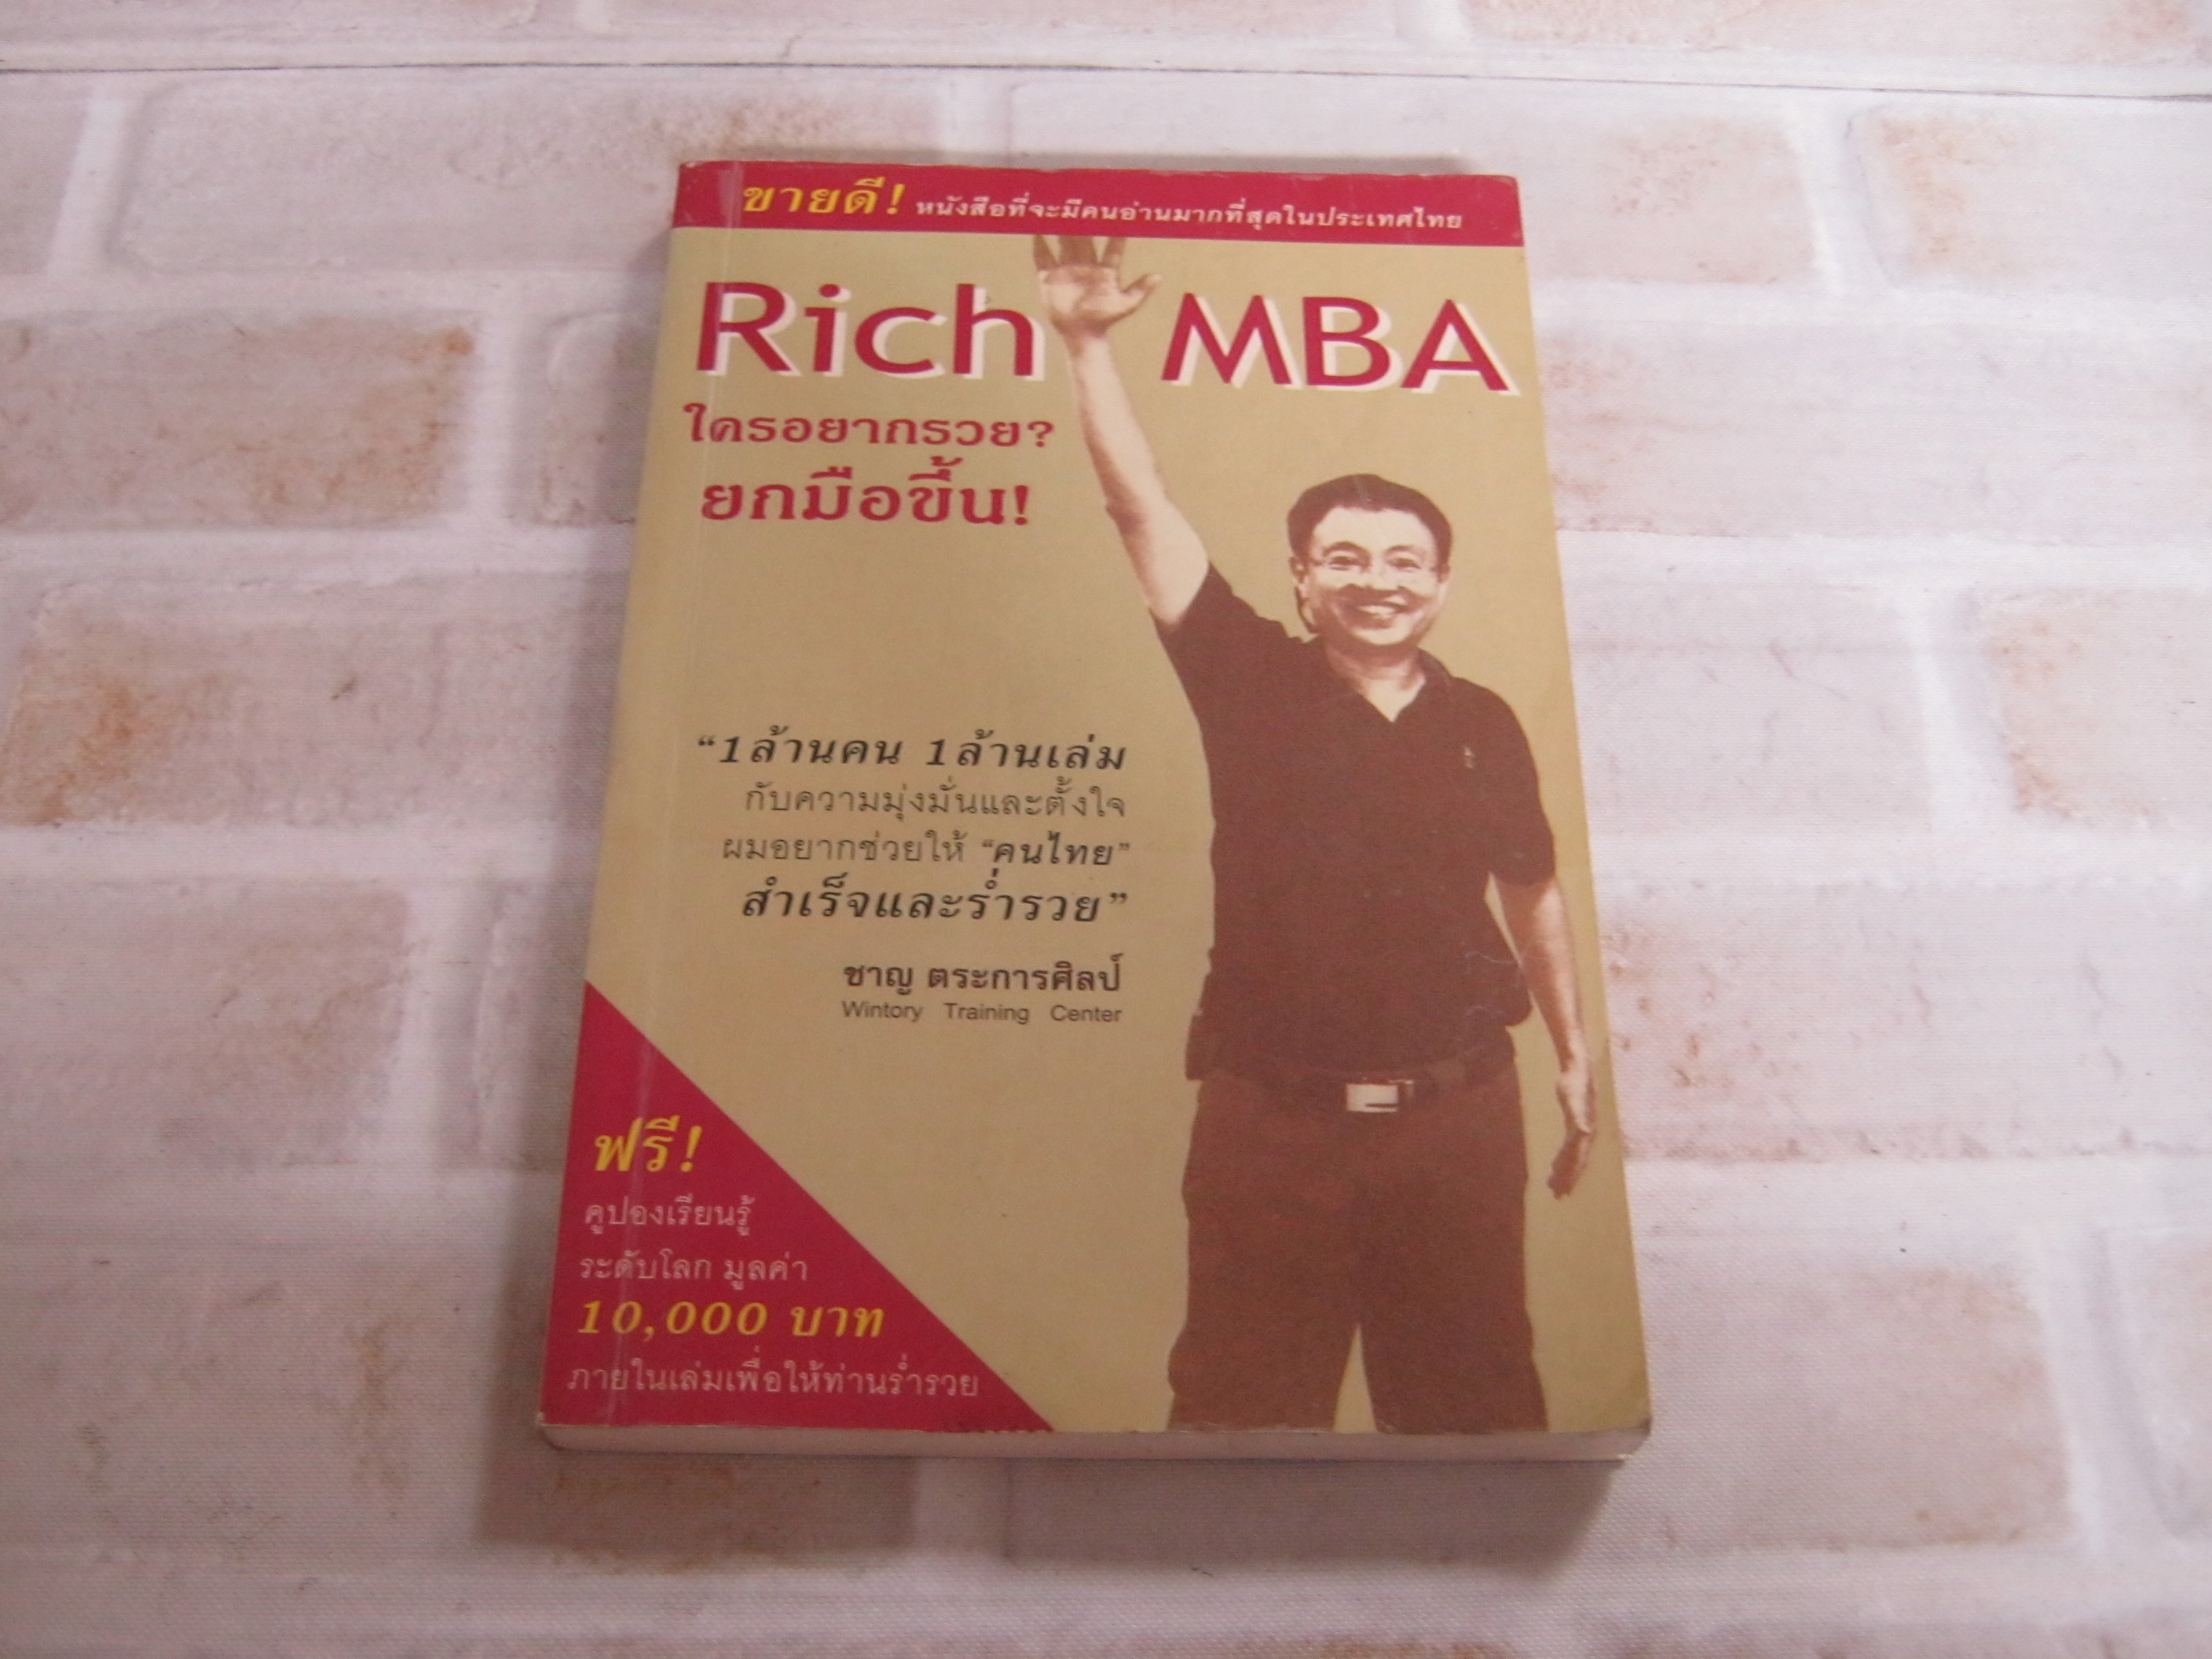 ขายดี! หนังสือที่จะมีคนอ่านมากที่สุดในประเทศไทย
Rich MBA
ใครอยากรวย?
ยกมือขึ้น!
“1ล้านคน 1ล้านเล่ม
กับความมุ่งมั่นและตั้งใจ
ผมอยากช่วยให้ “คนไทย”
สำเร็จและร่ำรวย”
ชาญ ตระการศิลป์
Wintory Training Center
ฟรี!
คูปองเรียนรู้
ระดับโลก มูลค่า
10,000 บาท
ภายในเล่มเพื่อให้ท่านร่ำรวย